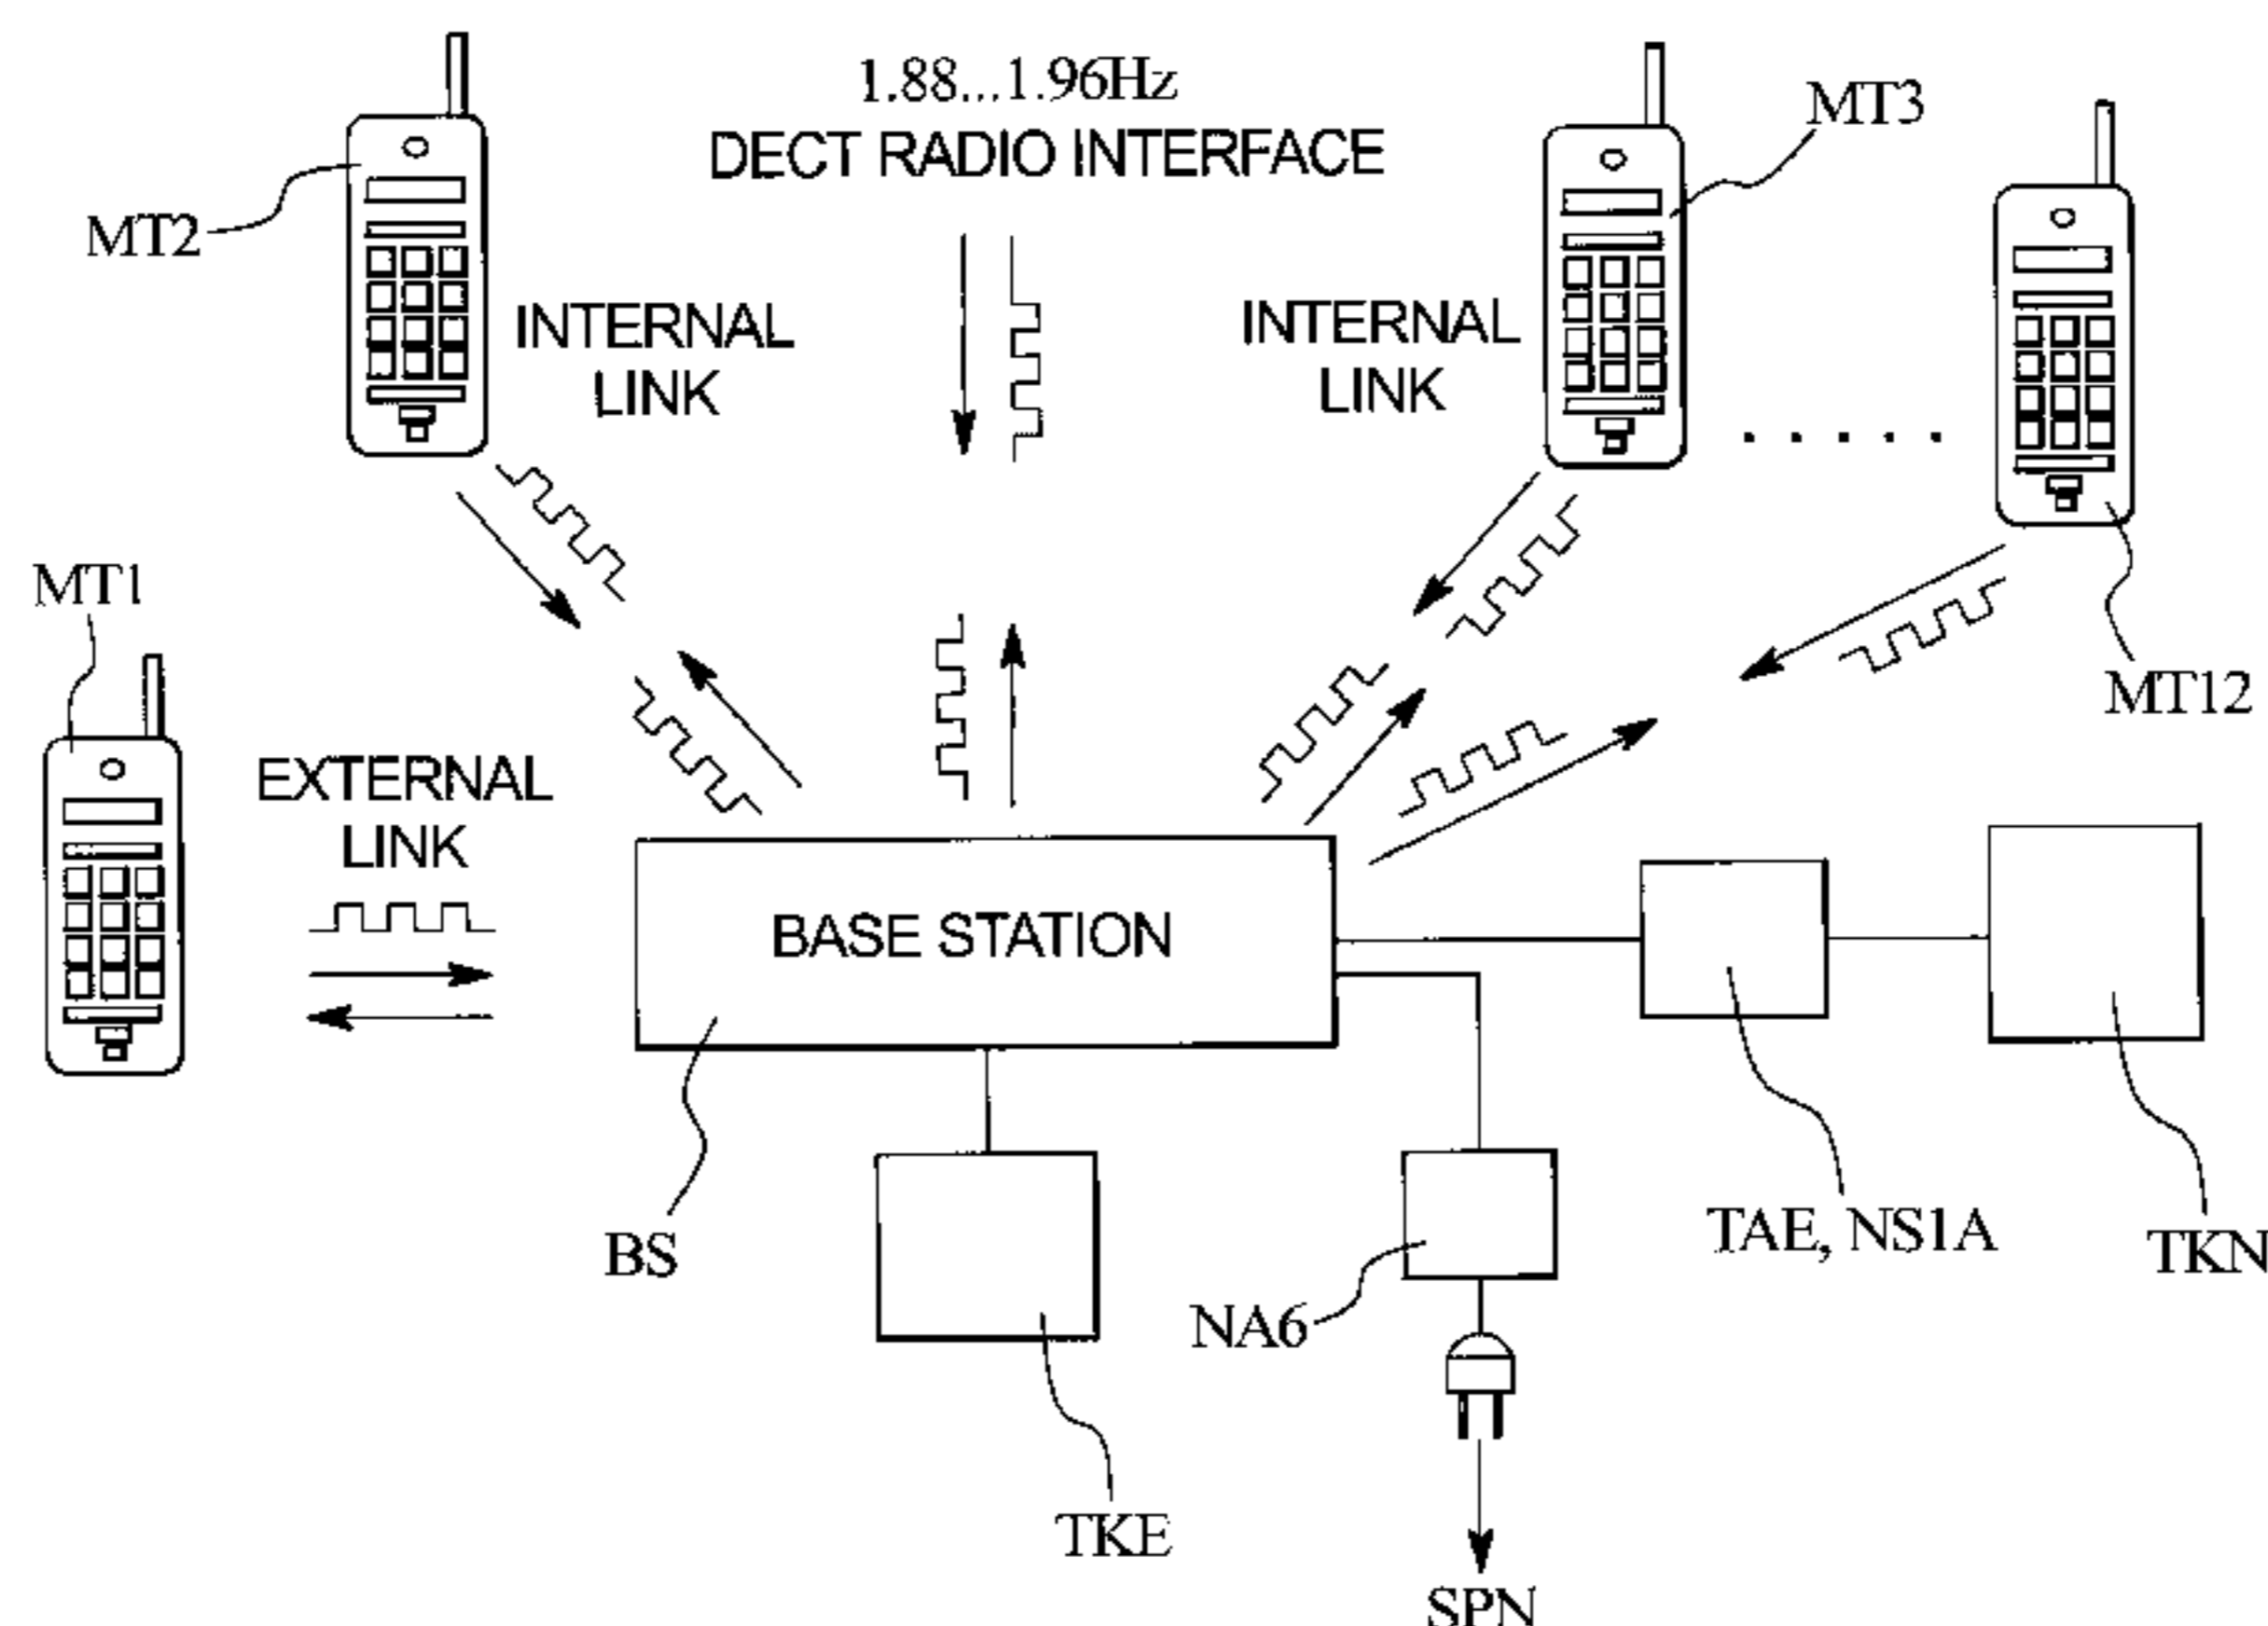 1.88...1.96Hz
DECT RADIO INTERFACE
MT3
MT2
INTERNAL
LINK
INTERNAL
LINK
MT1
MT12
EXTERNAL
LINK
BASE STATION
BS
TAE, NS1A
TKN
NA6
TKE
SPN